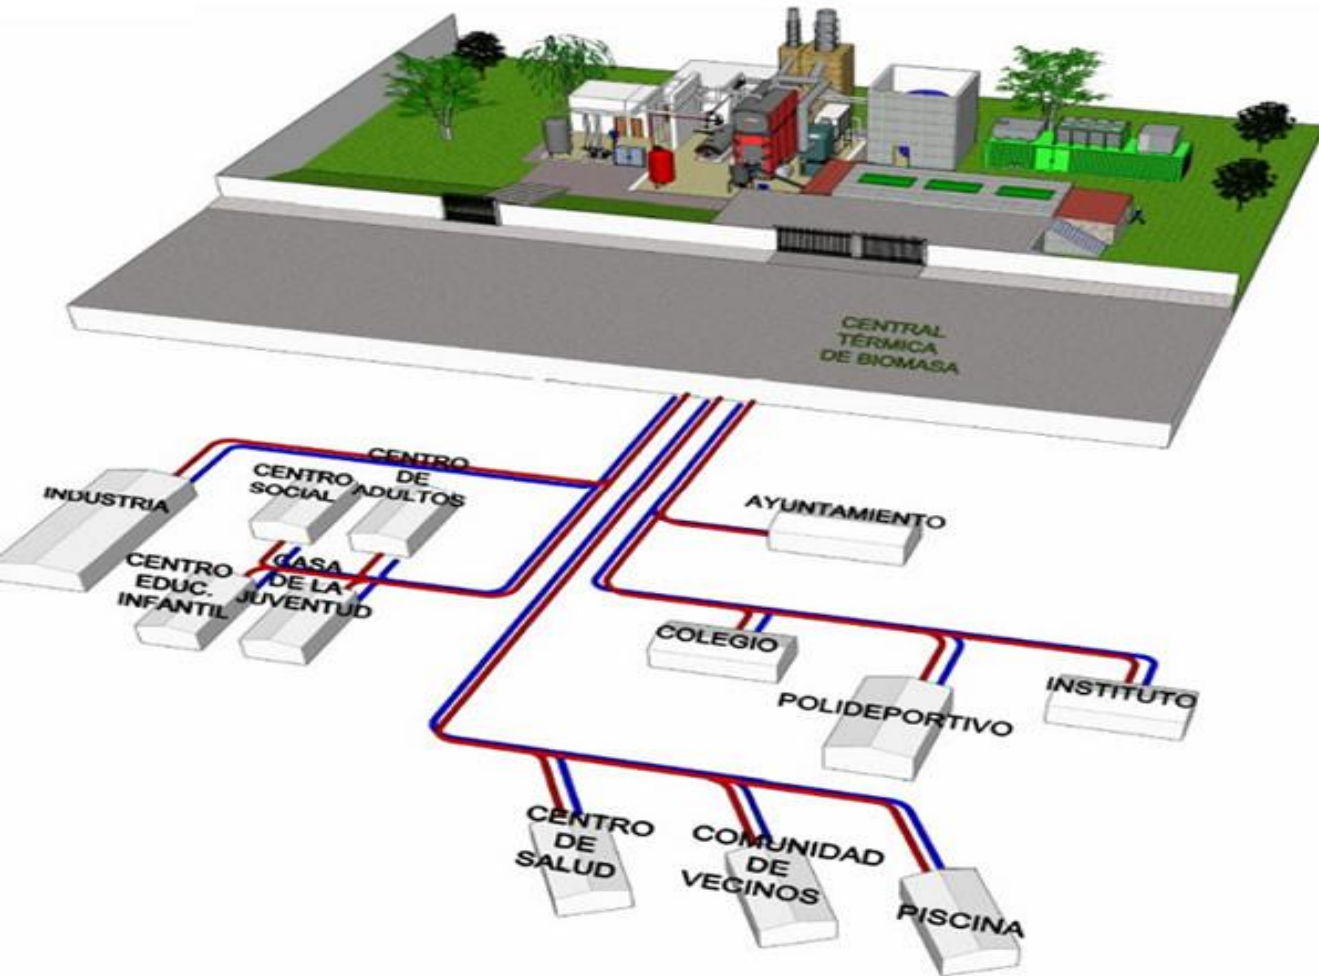 CENTRAL
TÉRMICA
DE BIOMASA
INDUSTRIA
CENTRO
SOCIAL
CENTRO
DE
ADULTOS
CENTRO
EDUC.
INFANTIL
CASA
DE LA
JUVENTUD
AYUNTAMIENTO
COLEGIO
POLIDEPORTIVO
INSTITUTO
CENTRO
DE
SALUD
COMUNIDAD
DE
VECINOS
PISCINA